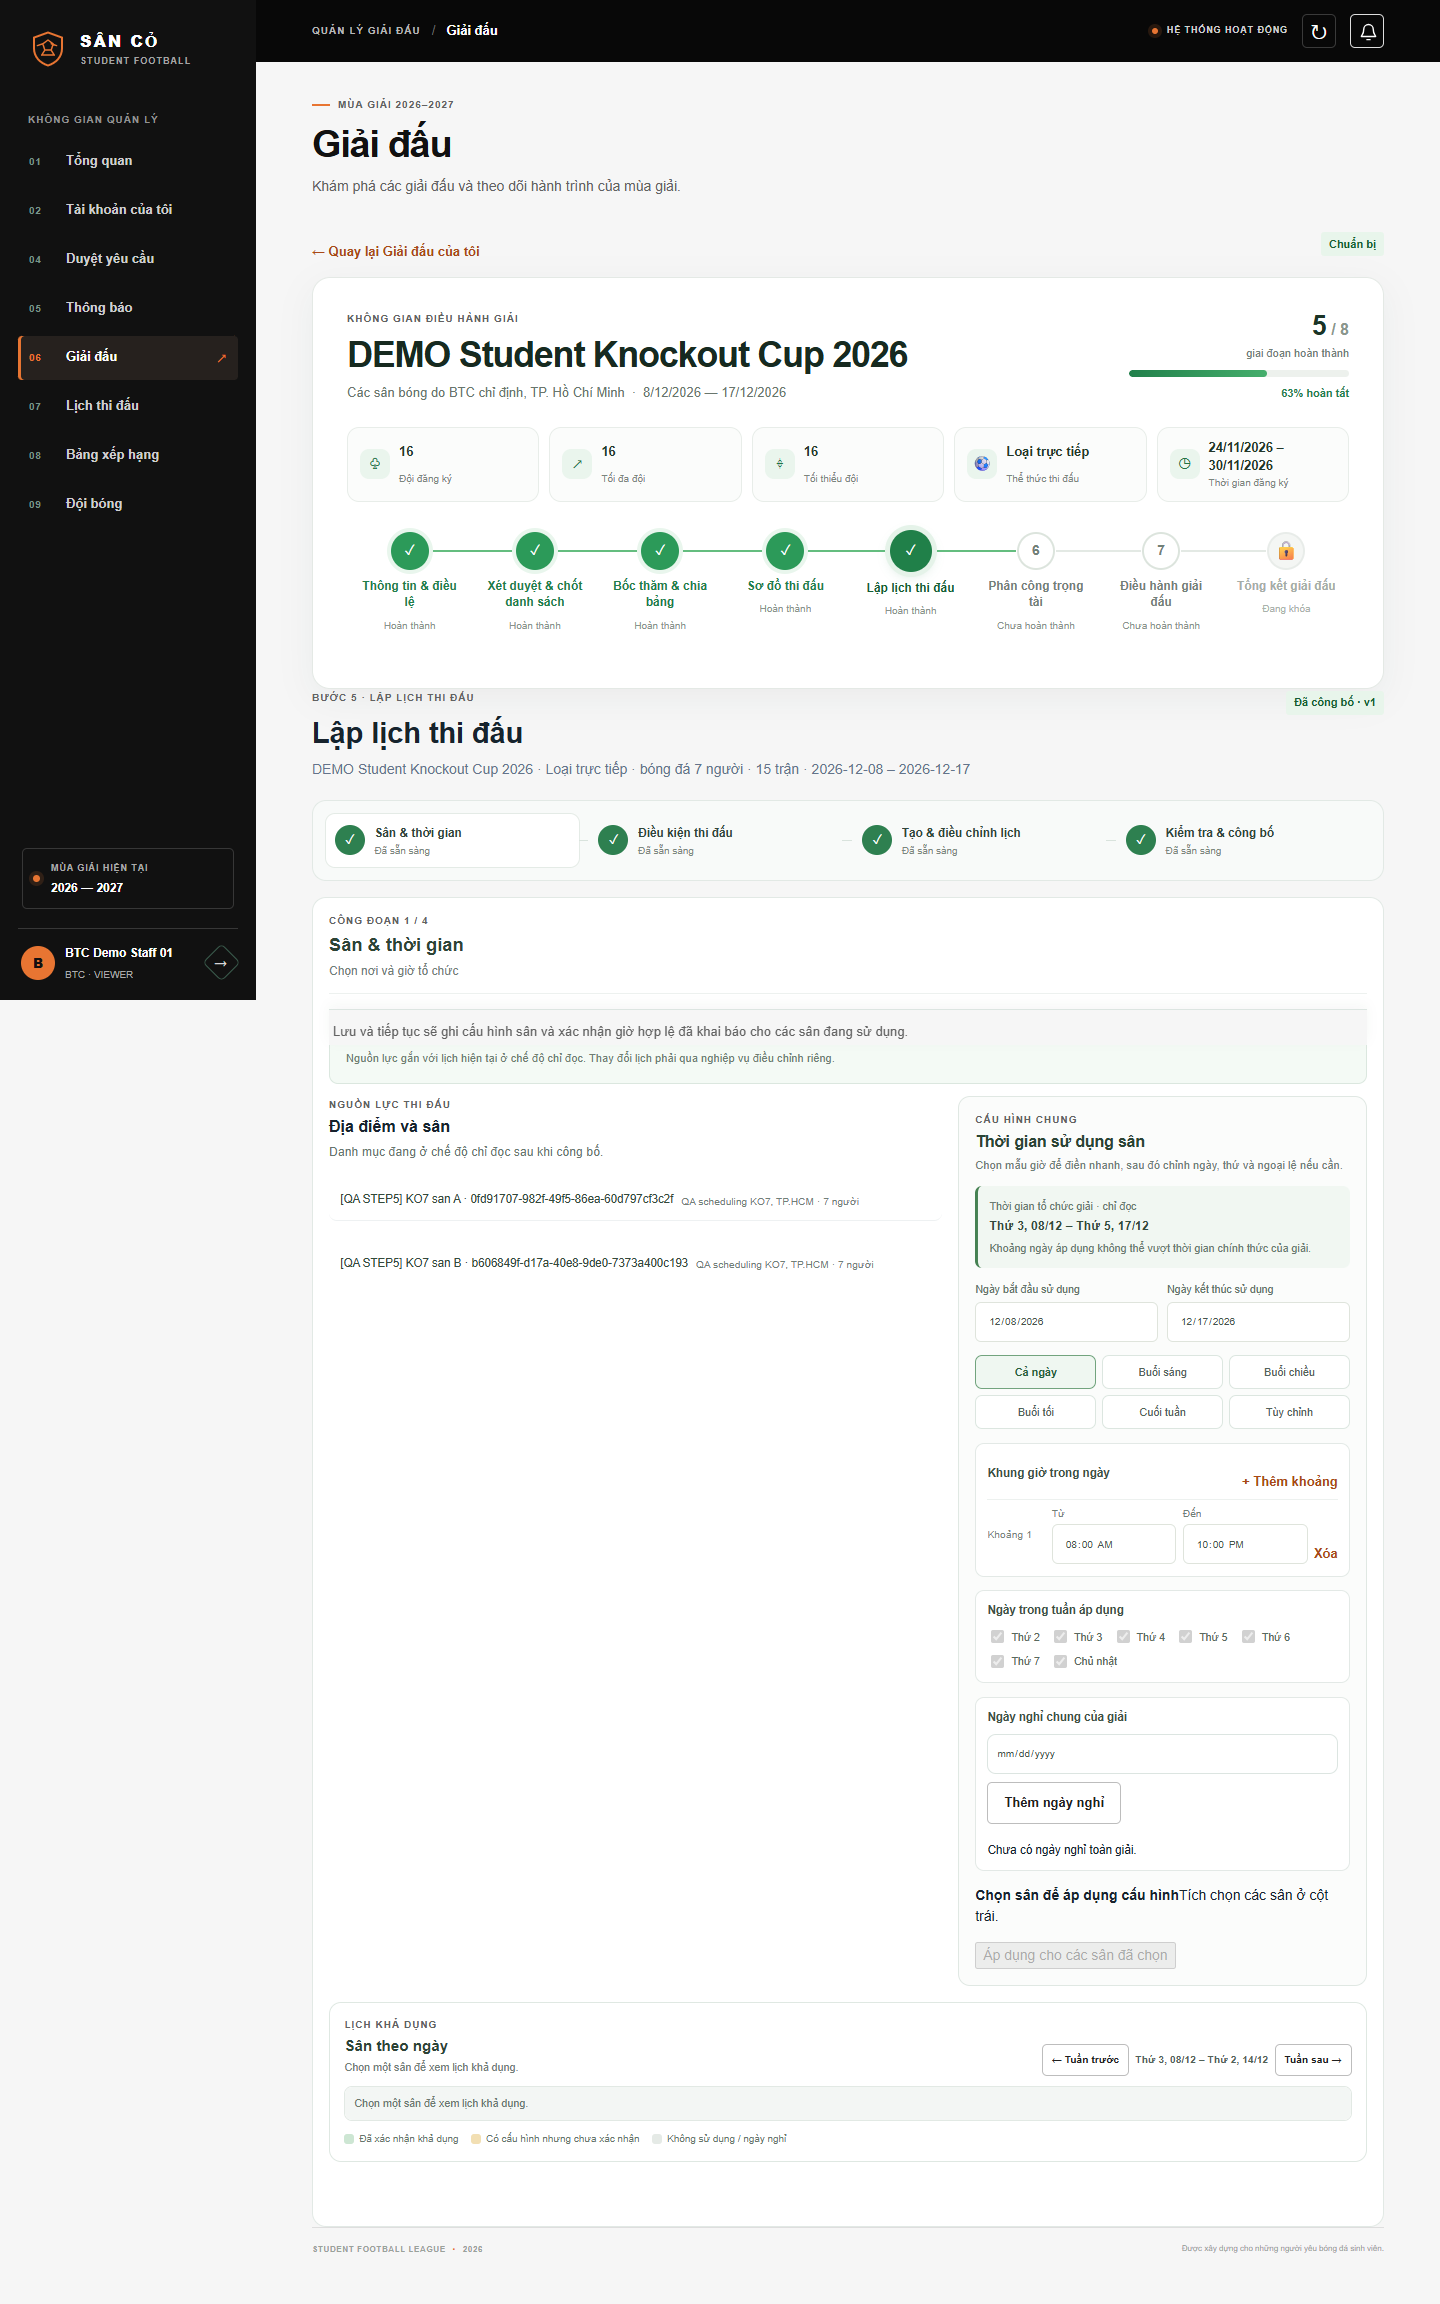 SÂN CỎ
STUDENT FOOTBALL
KHÔNG GIAN QUẢN LÝ
01 Tổng quan
02 Tài khoản của tôi
04 Duyệt yêu cầu
05 Thông báo
06 Giải đấu ↗
07 Lịch thi đấu
08 Bảng xếp hạng
09 Đội bóng
MÙA GIẢI HIỆN TẠI
2026 — 2027
B
BTC Demo Staff 01
BTC · VIEWER
→
QUẢN LÝ GIẢI ĐẤU / Giải đấu
HỆ THỐNG HOẠT ĐỘNG
↻
MÙA GIẢI 2026–2027
Giải đấu
Khám phá các giải đấu và theo dõi hành trình của mùa giải.
← Quay lại Giải đấu của tôi
Chuẩn bị
KHÔNG GIAN ĐIỀU HÀNH GIẢI
DEMO Student Knockout Cup 2026
Các sân bóng do BTC chỉ định, TP. Hồ Chí Minh · 8/12/2026 — 17/12/2026
5 / 8
giai đoạn hoàn thành
63% hoàn tất
16
Đội đăng ký
16
Tối đa đội
16
Tối thiểu đội
Loại trực tiếp
Thể thức thi đấu
24/11/2026 –
30/11/2026
Thời gian đăng ký
✓ ✓ ✓ ✓ ✓ 6 7
Thông tin & điều
lệ
Hoàn thành
Xét duyệt & chốt
danh sách
Hoàn thành
Bốc thăm & chia
bảng
Hoàn thành
Sơ đồ thi đấu
Hoàn thành
Lập lịch thi đấu
Hoàn thành
Phân công trọng
tài
Chưa hoàn thành
Điều hành giải
đấu
Chưa hoàn thành
Tổng kết giải đấu
Đang khóa
BƯỚC 5 · LẬP LỊCH THI ĐẤU
Đã công bố · v1
Lập lịch thi đấu
DEMO Student Knockout Cup 2026 · Loại trực tiếp · bóng đá 7 người · 15 trận · 2026-12-08 – 2026-12-17
✓ Sân & thời gian
Đã sẵn sàng
✓ Điều kiện thi đấu
Đã sẵn sàng
✓ Tạo & điều chỉnh lịch
Đã sẵn sàng
✓ Kiểm tra & công bố
Đã sẵn sàng
CÔNG ĐOẠN 1 / 4
Sân & thời gian
Chọn nơi và giờ tổ chức
Lưu và tiếp tục sẽ ghi cấu hình sân và xác nhận giờ hợp lệ đã khai báo cho các sân đang sử dụng.
Nguồn lực gắn với lịch hiện tại ở chế độ chỉ đọc. Thay đổi lịch phải qua nghiệp vụ điều chỉnh riêng.
NGUỒN LỰC THI ĐẤU
Địa điểm và sân
Danh mục đang ở chế độ chỉ đọc sau khi công bố.
[QA STEP5] KO7 san A · 0fd91707-982f-49f5-86ea-60d797cf3c2f QA scheduling KO7, TP.HCM · 7 người
[QA STEP5] KO7 san B · b606849f-d17a-40e8-9de0-7373a400c193 QA scheduling KO7, TP.HCM · 7 người
CẤU HÌNH CHUNG
Thời gian sử dụng sân
Chọn mẫu giờ để điền nhanh, sau đó chỉnh ngày, thứ và ngoại lệ nếu cần.
Thời gian tổ chức giải · chỉ đọc
Thứ 3, 08/12 – Thứ 5, 17/12
Khoảng ngày áp dụng không thể vượt thời gian chính thức của giải.
Ngày bắt đầu sử dụng
12/08/2026
Ngày kết thúc sử dụng
12/17/2026
Cả ngày
Buổi sáng
Buổi chiều
Buổi tối
Cuối tuần
Tùy chỉnh
Khung giờ trong ngày
+ Thêm khoảng
Từ Đến
Khoảng 1 08:00 AM 10:00 PM Xóa
Ngày trong tuần áp dụng
Thứ 2 Thứ 3 Thứ 4 Thứ 5 Thứ 6
Thứ 7 Chủ nhật
Ngày nghỉ chung của giải
mm/dd/yyyy
Thêm ngày nghỉ
Chưa có ngày nghỉ toàn giải.
Chọn sân để áp dụng cấu hìnhTích chọn các sân ở cột
trái.
Áp dụng cho các sân đã chọn
LỊCH KHẢ DỤNG
Sân theo ngày
Chọn một sân để xem lịch khả dụng.
← Tuần trước Thứ 3, 08/12 – Thứ 2, 14/12 Tuần sau →
Chọn một sân để xem lịch khả dụng.
Đã xác nhận khả dụng Có cấu hình nhưng chưa xác nhận Không sử dụng / ngày nghỉ
STUDENT FOOTBALL LEAGUE · 2026
Được xây dựng cho những người yêu bóng đá sinh viên.